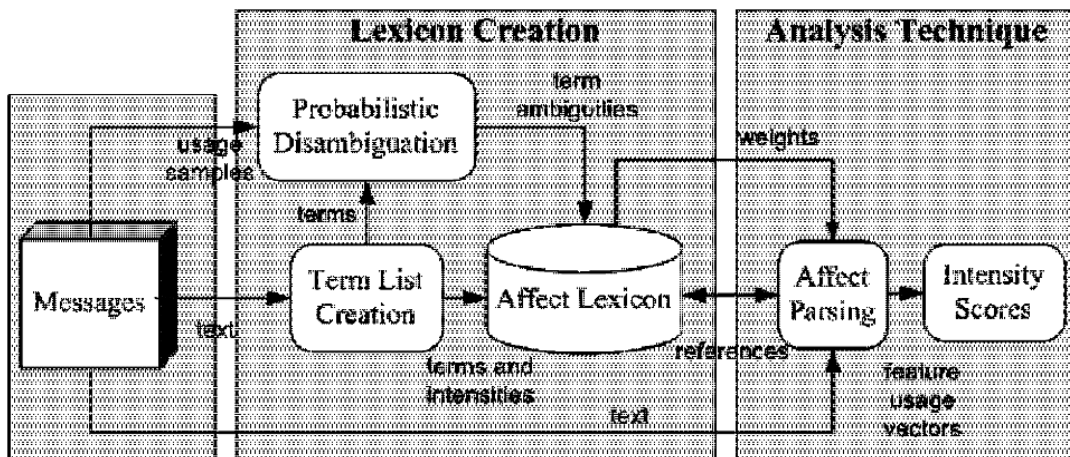 Lexicon Creation
Analysis Technique
Probabilistic
Disambiguation
term
ambiguities
usage
samples
weights
terms
Messages
text
Term List
Creation
Affect Lexicon
Affect
Parsing
Intensity
Scores
references
terms and
intensities
text
feature
usage
vectors